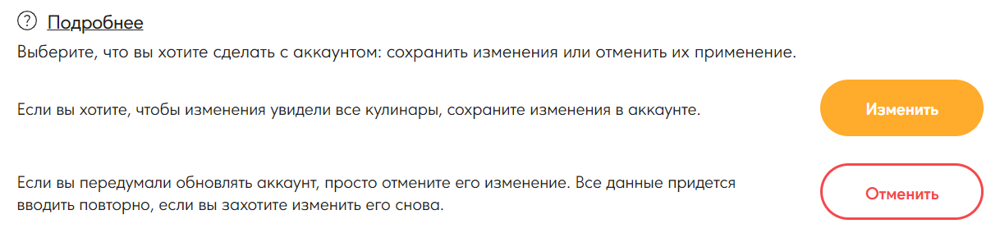 Подробнее
Выберите, что вы хотите сделать с аккаунтом: сохранить изменения или отменить их применение.
Если вы хотите, чтобы изменения увидели все кулинары, сохраните изменения в аккаунте.
Изменить
Если вы передумали обновлять аккаунт, просто отмените его изменение. Все данные придется
вводить повторно, если вы захотите изменить его снова.
Отменить